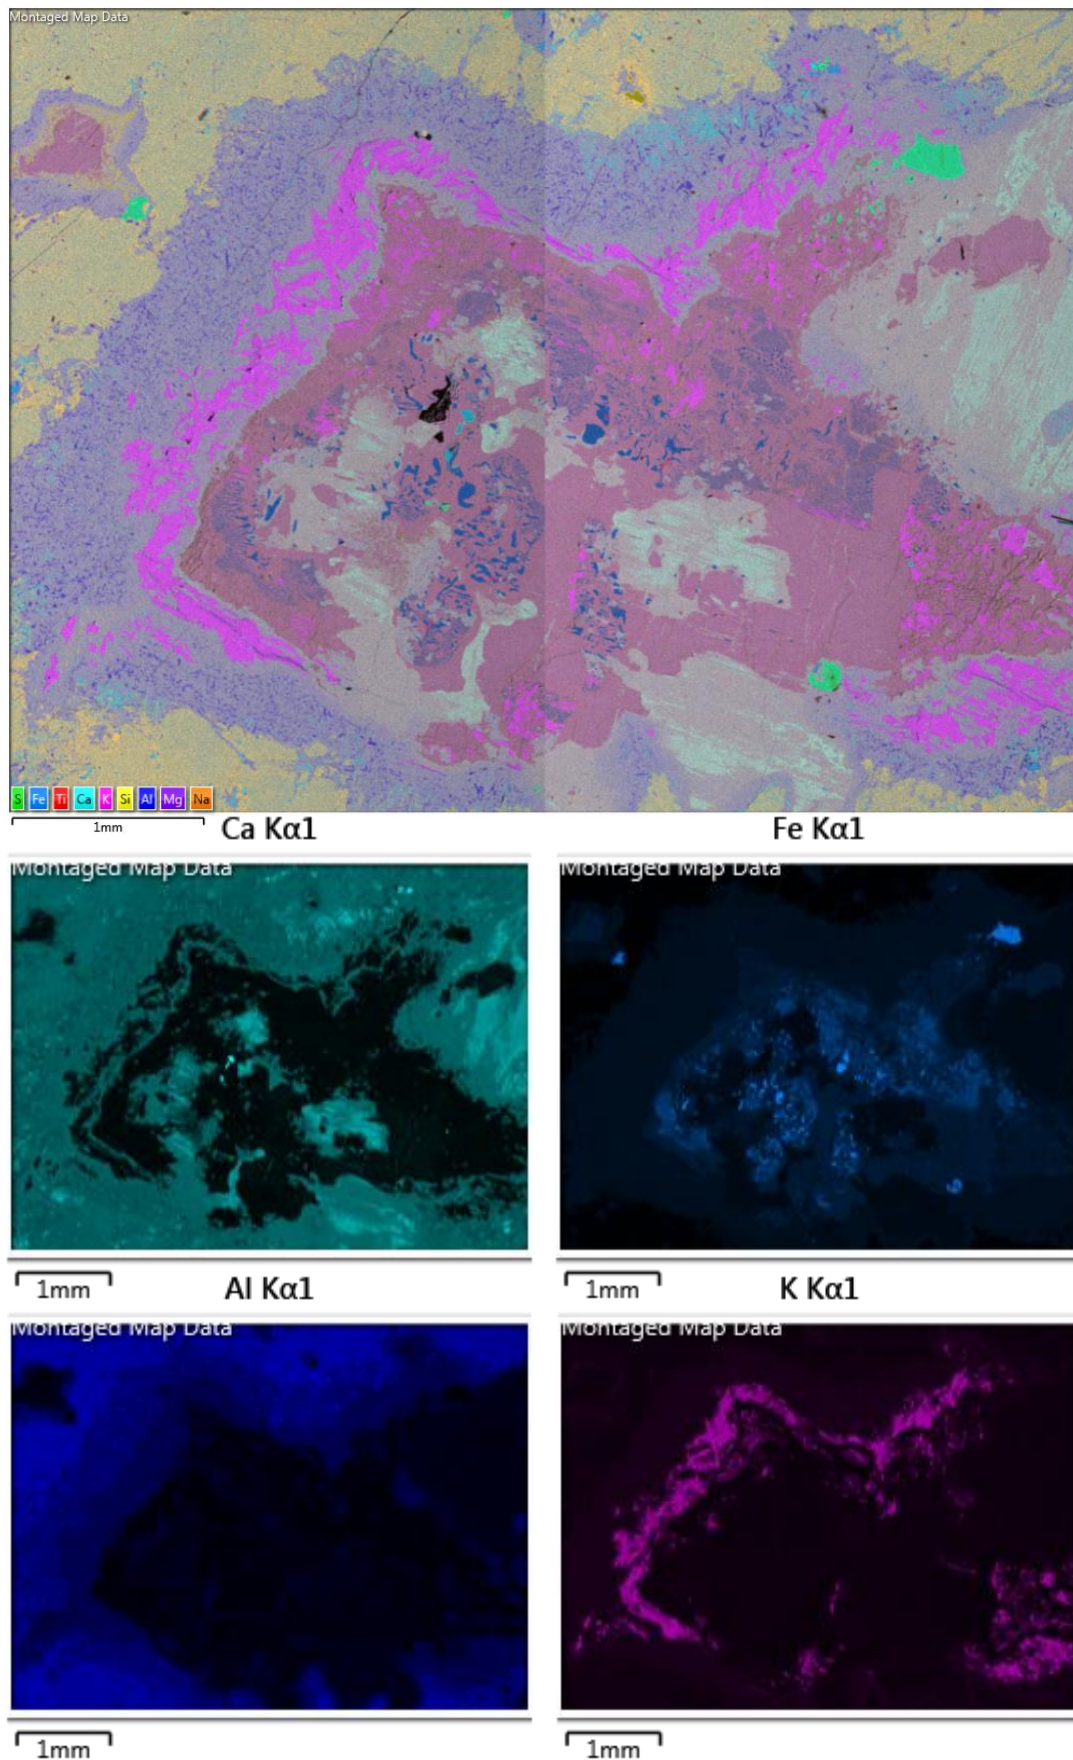 Montaged Map Data
S Fe Ti Ca K Si Al Mg Na
1mm
Ca Kα1
Fe Kα1
Montaged Map Data
Montaged Map Data
1mm
Al Kα1
1mm
K Kα1
Montaged Map Data
Montaged Map Data
1mm
1mm